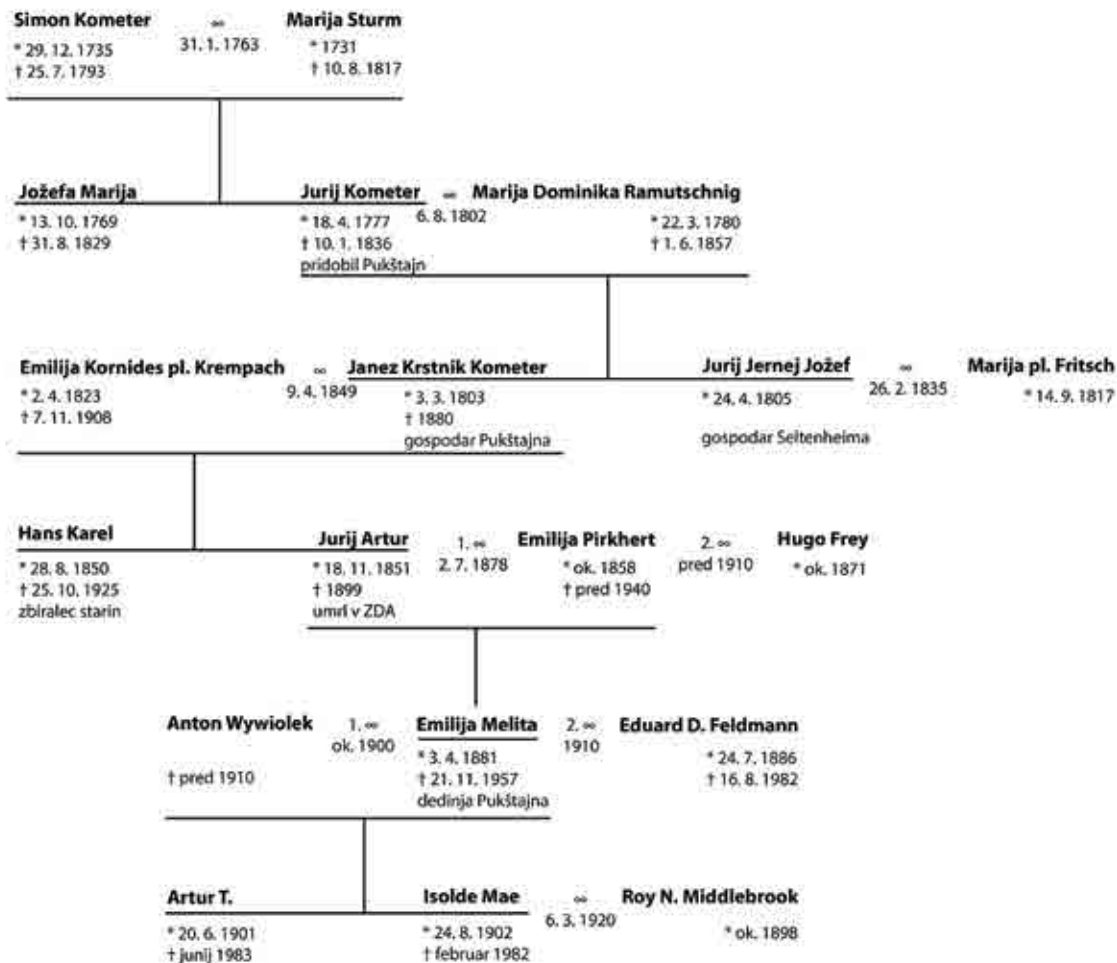 Simon Kometer ∞ Marija Sturm
* 29. 12. 1735 31. 1. 1763 * 1731
† 25. 7. 1793 † 10. 8. 1817
Jožefa Marija Jurij Kometer ∞ Marija Dominika Ramutschnig
* 13. 10. 1769 * 18. 4. 1777 6. 8. 1802 * 22. 3. 1780
† 31. 8. 1829 † 10. 1. 1836 † 1. 6. 1857
pridobil Pukštajn
Emilija Kornides pl. Krempach ∞ Janez Krstnik Kometer Jurij Jernej Jožef ∞ Marija pl. Fritsch
* 2. 4. 1823 9. 4. 1849 * 3. 3. 1803 * 24. 4. 1805 26. 2. 1835 * 14. 9. 1817
† 7. 11. 1908 † 1880
gospodar Pukštajna gospodar Seltenheima
Hans Karel Jurij Artur 1. ∞ Emilija Pirkhert 2. ∞ Hugo Frey
* 28. 8. 1850 * 18. 11. 1851 2. 7. 1878 * ok. 1858 pred 1910 * ok. 1871
† 25. 10. 1925 † 1899 † pred 1940
zbiralec starin umrl v ZDA
Anton Wywiolek 1. ∞ Emilija Melita 2. ∞ Eduard D. Feldmann
ok. 1900 * 3. 4. 1881 1910 * 24. 7. 1886
† pred 1910 † 21. 11. 1957 † 16. 8. 1982
dedinja Pukštajna
Artur T. Isolde Mae ∞ Roy N. Middlebrook
* 20. 6. 1901 * 24. 8. 1902 6. 3. 1920 * ok. 1898
† junij 1983 † februar 1982